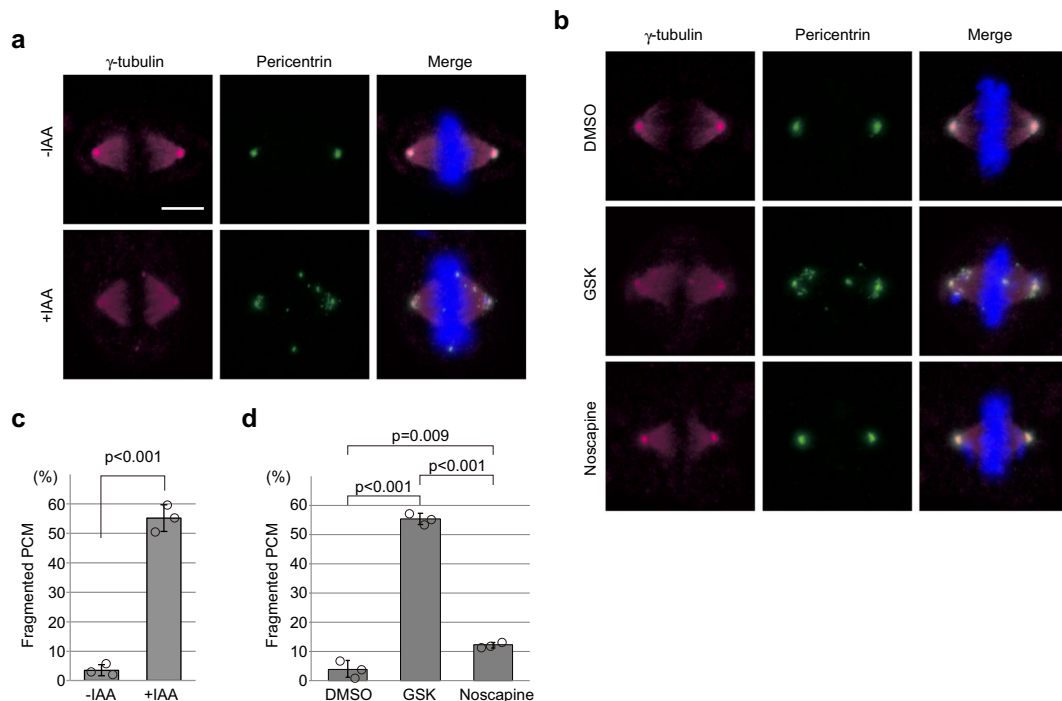 a
γ-tubulin Pericentrin Merge
-IAA
+IAA
b
γ-tubulin Pericentrin Merge
DMSO
GSK
Noscapine
c
p<0.001
(%)
Fragmented PCM
60
50
40
30
20
10
0
-IAA +IAA
d
p=0.009
p<0.001
p<0.001
(%)
Fragmented PCM
60
50
40
30
20
10
0
DMSO GSK Noscapine